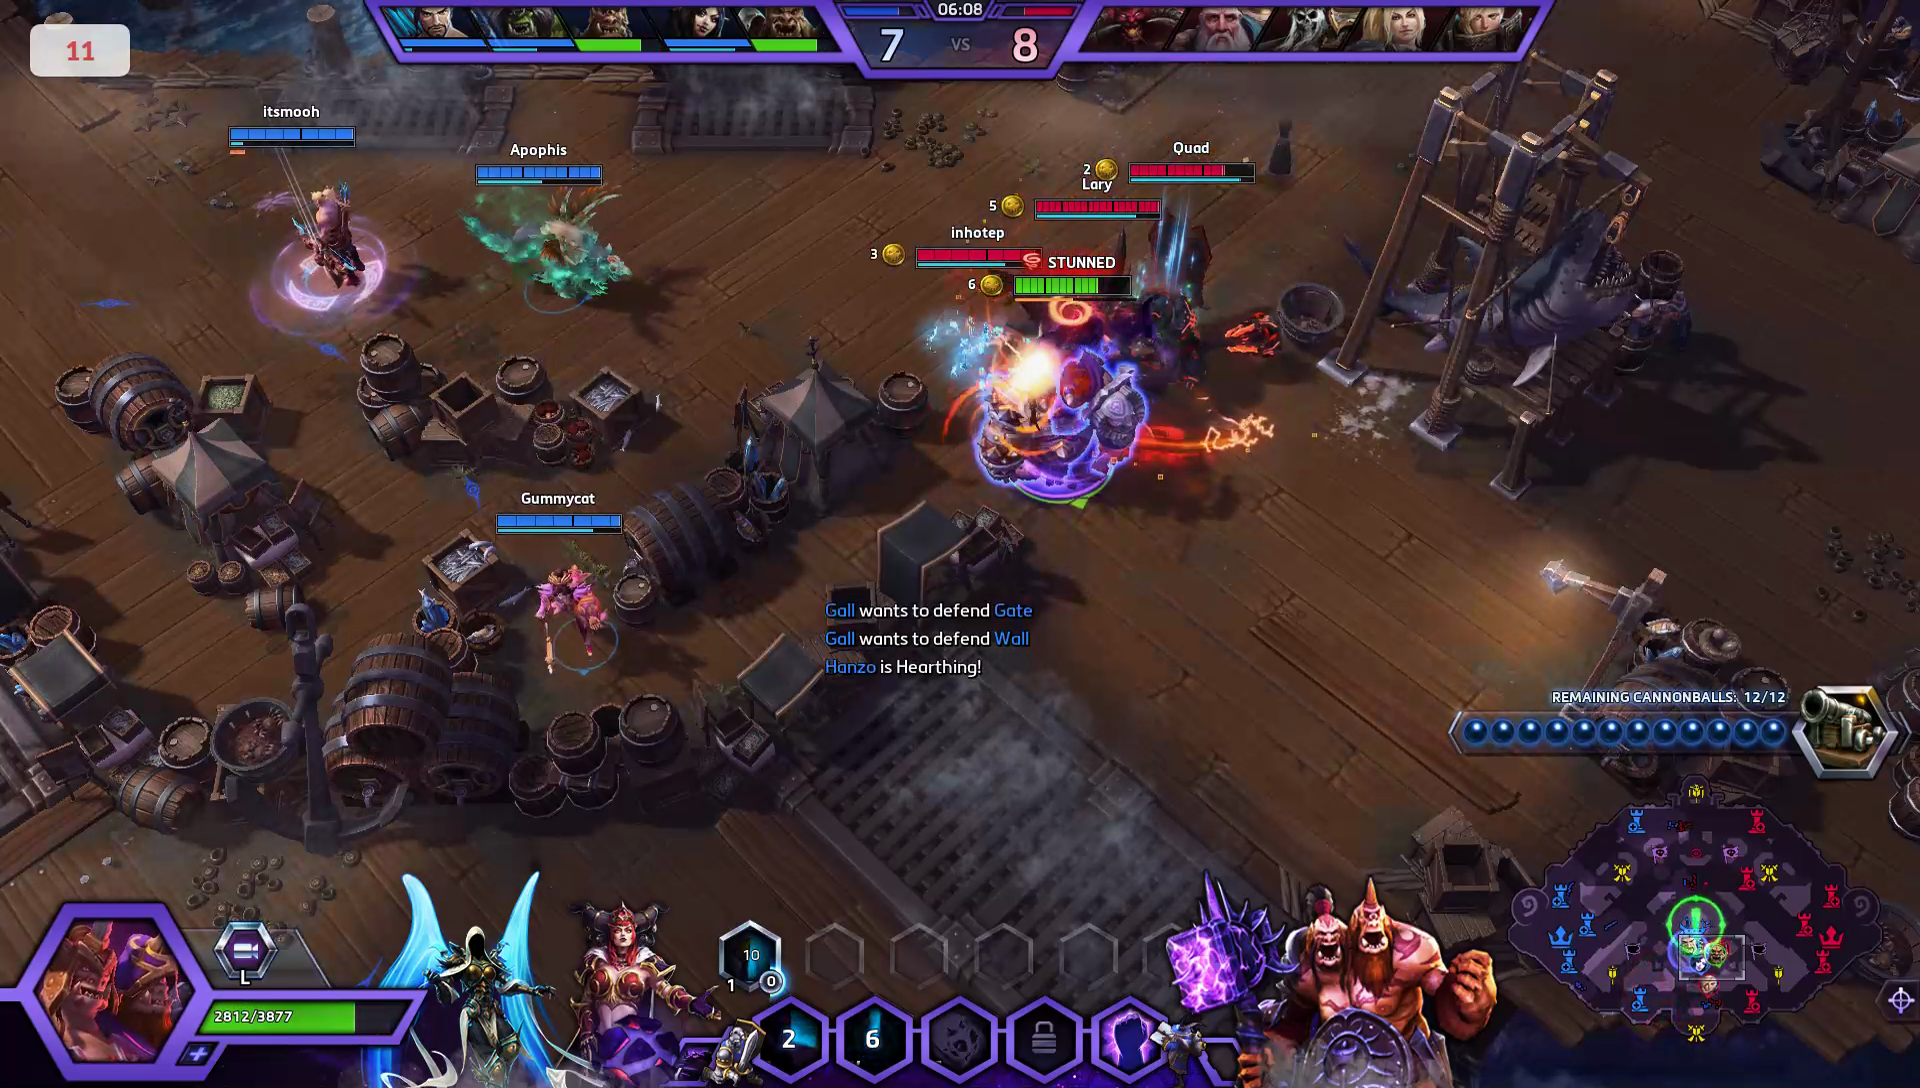 11
06:08
7 VS 8
itsmooh
Apophis
Quad
2
Lary
5
inhotep
3
STUNNED
6
Gummycat
Gall wants to defend Gate
Gall wants to defend Wall
Hanzo is Hearthing!
REMAINING CANNONBALLS: 12/12
L
10
1
0
2812/3877
2
6